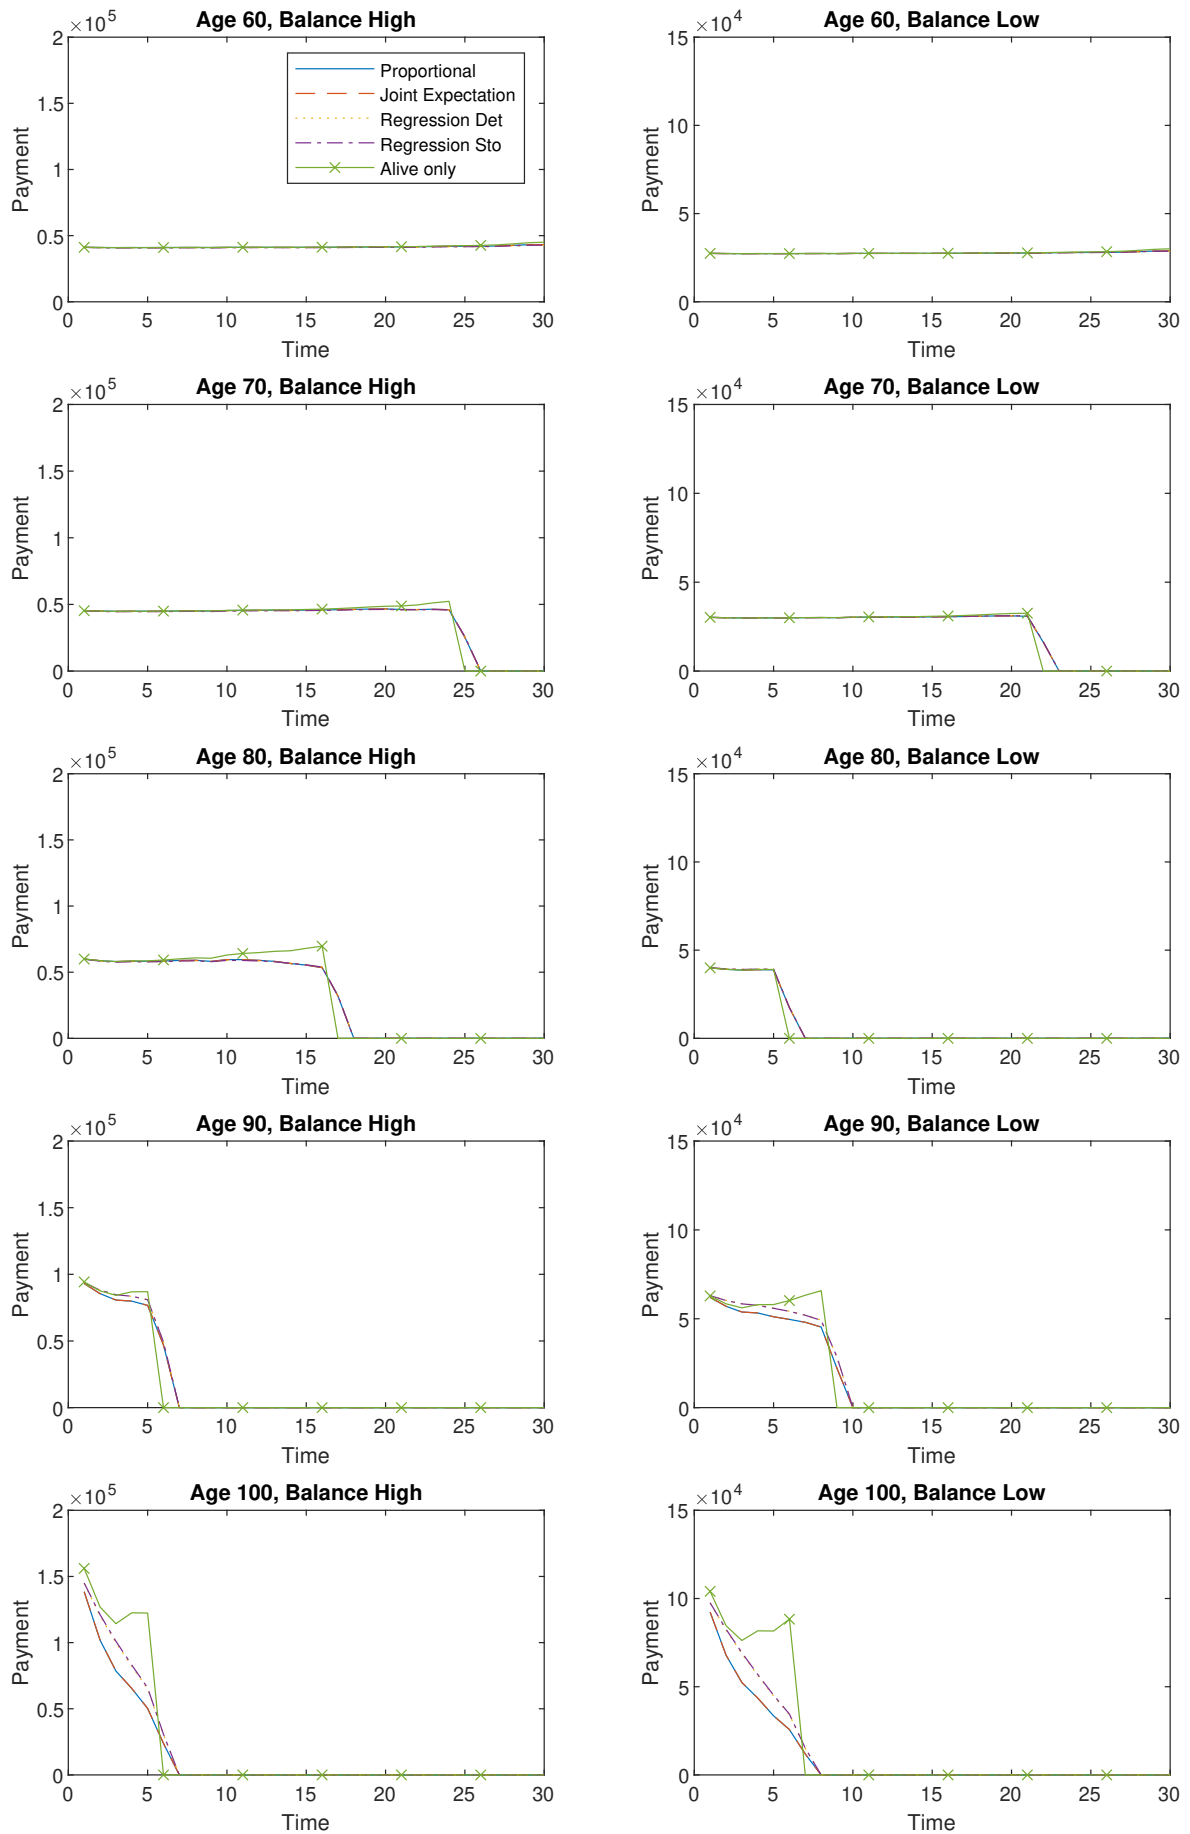 Age 60, Balance High
×10^5
Payment
2
1.5
1
0.5
0
0 5 10 15 20 25 30
Time
Proportional
Joint Expectation
Regression Det
Regression Sto
Alive only
Age 60, Balance Low
×10^4
Payment
15
10
5
0
0 5 10 15 20 25 30
Time
Age 70, Balance High
×10^5
Payment
2
1.5
1
0.5
0
0 5 10 15 20 25 30
Time
Age 70, Balance Low
×10^4
Payment
15
10
5
0
0 5 10 15 20 25 30
Time
Age 80, Balance High
×10^5
Payment
2
1.5
1
0.5
0
0 5 10 15 20 25 30
Time
Age 80, Balance Low
×10^4
Payment
15
10
5
0
0 5 10 15 20 25 30
Time
Age 90, Balance High
×10^5
Payment
2
1.5
1
0.5
0
0 5 10 15 20 25 30
Time
Age 90, Balance Low
×10^4
Payment
15
10
5
0
0 5 10 15 20 25 30
Time
Age 100, Balance High
×10^5
Payment
2
1.5
1
0.5
0
0 5 10 15 20 25 30
Time
Age 100, Balance Low
×10^4
Payment
15
10
5
0
0 5 10 15 20 25 30
Time